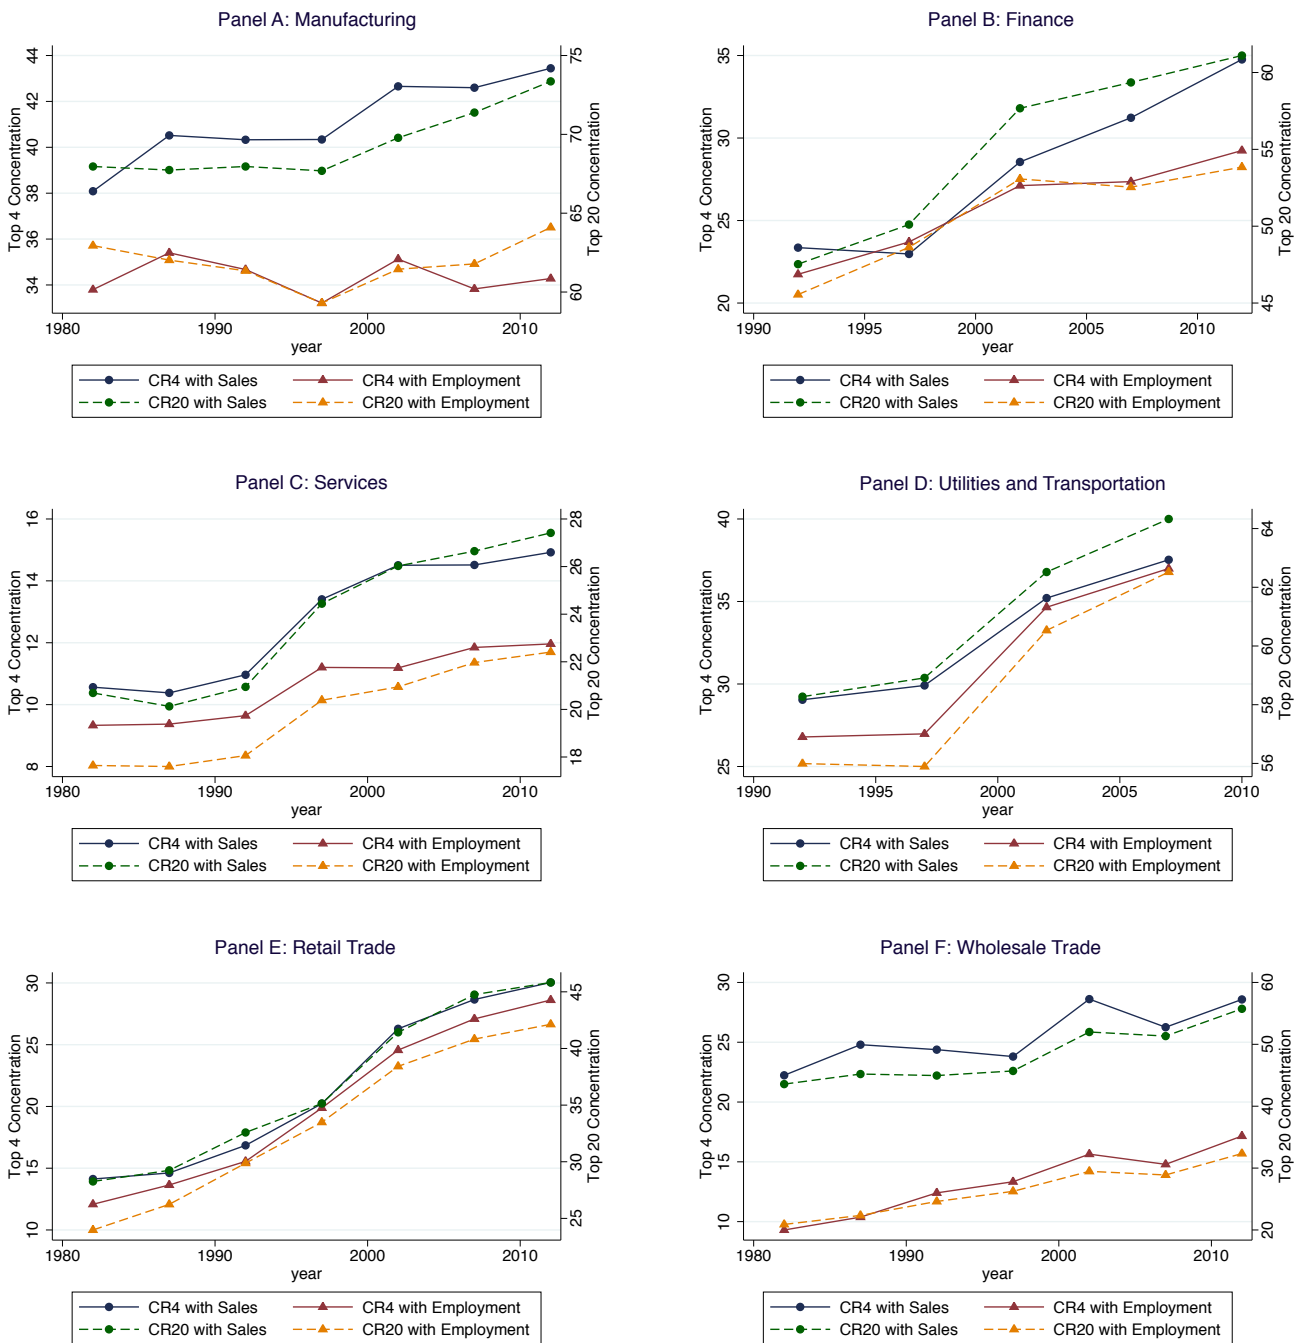 Panel A: Manufacturing
Top 4 Concentration
34 36 38 40 42 44
Top 20 Concentration
60 65 70 75
1980 1990 2000 2010
year
CR4 with Sales CR4 with Employment
CR20 with Sales CR20 with Employment
Panel B: Finance
Top 4 Concentration
20 25 30 35
Top 20 Concentration
45 50 55 60
1990 1995 2000 2005 2010
year
CR4 with Sales CR4 with Employment
CR20 with Sales CR20 with Employment
Panel C: Services
Top 4 Concentration
8 10 12 14 16
Top 20 Concentration
18 20 22 24 26 28
1980 1990 2000 2010
year
CR4 with Sales CR4 with Employment
CR20 with Sales CR20 with Employment
Panel D: Utilities and Transportation
Top 4 Concentration
25 30 35 40
Top 20 Concentration
56 58 60 62 64
1990 1995 2000 2005 2010
year
CR4 with Sales CR4 with Employment
CR20 with Sales CR20 with Employment
Panel E: Retail Trade
Top 4 Concentration
10 15 20 25 30
Top 20 Concentration
25 30 35 40 45
1980 1990 2000 2010
year
CR4 with Sales CR4 with Employment
CR20 with Sales CR20 with Employment
Panel F: Wholesale Trade
Top 4 Concentration
10 15 20 25 30
Top 20 Concentration
20 30 40 50 60
1980 1990 2000 2010
year
CR4 with Sales CR4 with Employment
CR20 with Sales CR20 with Employment